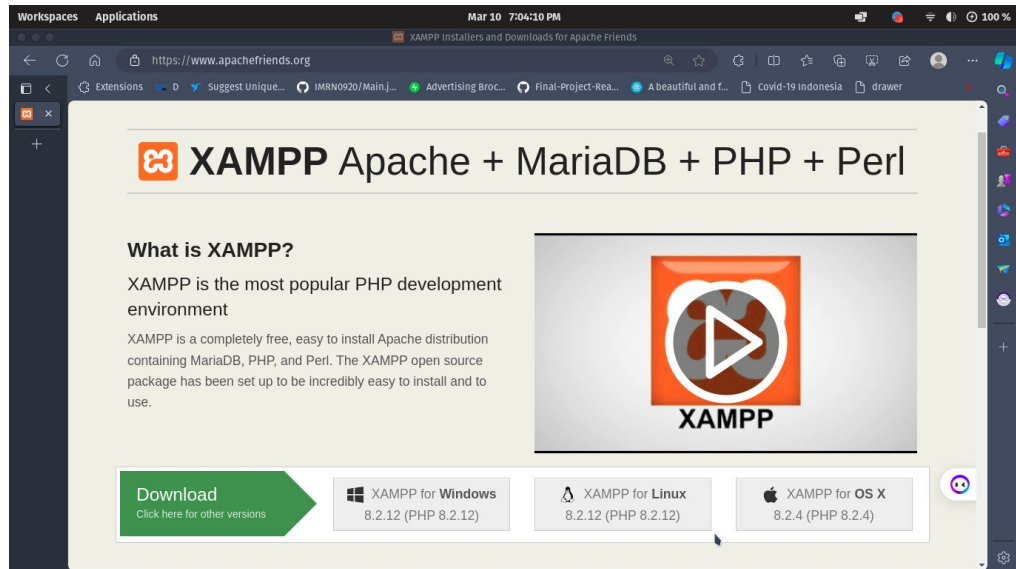 Workspaces Applications Mar 10 7:04:10 PM 100 %
XAMPP Installers and Downloads for Apache Friends
https://www.apachefriends.org
Extensions D Suggest Unique... IMRN0920/Main.j... Advertising Broc... Final-Project-Rea... A beautiful and f... Covid-19 Indonesia drawer
XAMPP Apache + MariaDB + PHP + Perl
What is XAMPP?
XAMPP is the most popular PHP development
environment
XAMPP is a completely free, easy to install Apache distribution
containing MariaDB, PHP, and Perl. The XAMPP open source
package has been set up to be incredibly easy to install and to
use.
XAMPP
Download
Click here for other versions
XAMPP for Windows
8.2.12 (PHP 8.2.12)
XAMPP for Linux
8.2.12 (PHP 8.2.12)
XAMPP for OS X
8.2.4 (PHP 8.2.4)